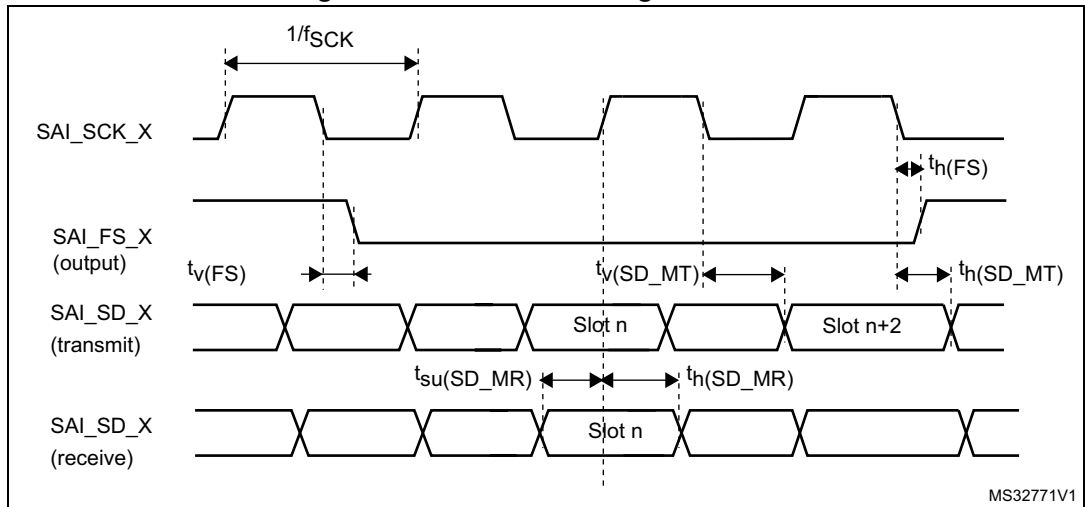 1/fSCK
SAI_SCK_X
th(FS)
SAI_FS_X
(output)
tv(FS)
tv(SD_MT)
th(SD_MT)
SAI_SD_X
(transmit)
Slot n
Slot n+2
tsu(SD_MR)
th(SD_MR)
SAI_SD_X
(receive)
Slot n
MS32771V1